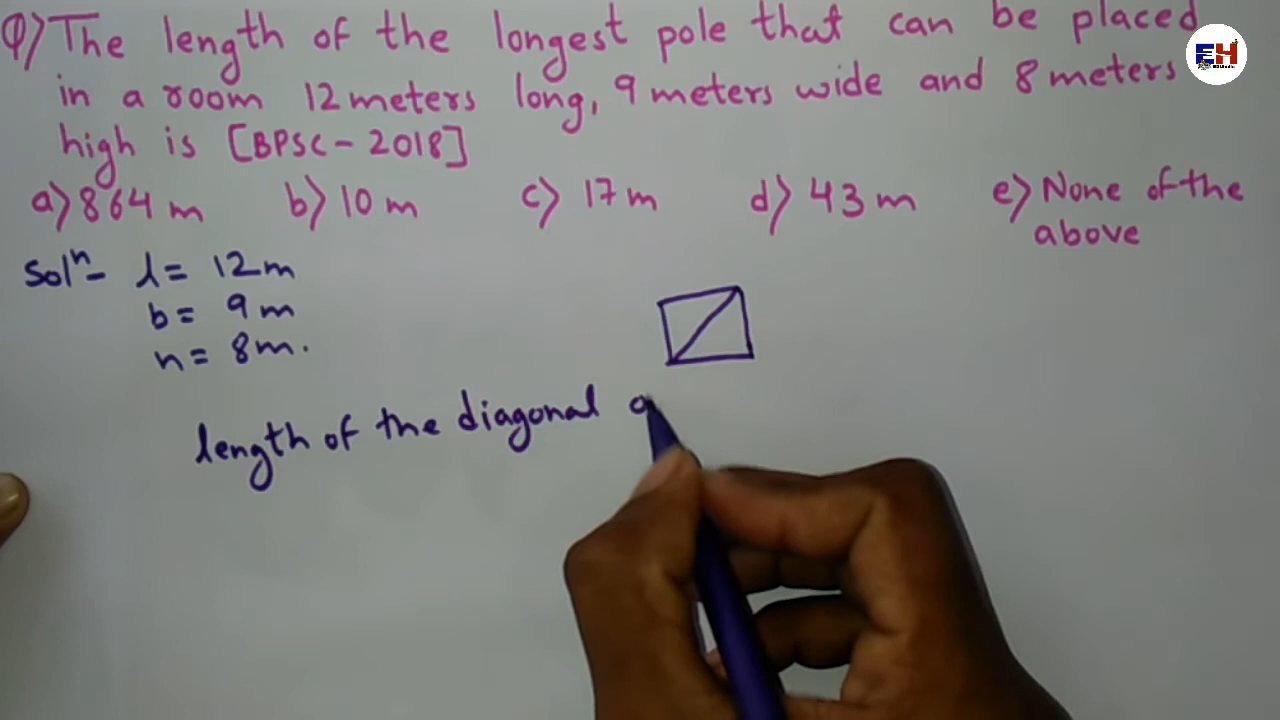 Q) The length of the longest pole that can be placed
in a room 12 meters long, 9 meters wide and 8 meters
high is [BPSC - 2018]
a) 864 m b) 10 m c) 17 m d) 43 m e) None of the
above
Solⁿ - l = 12 m
b = 9 m
h = 8 m.
length of the diagonal o
EH